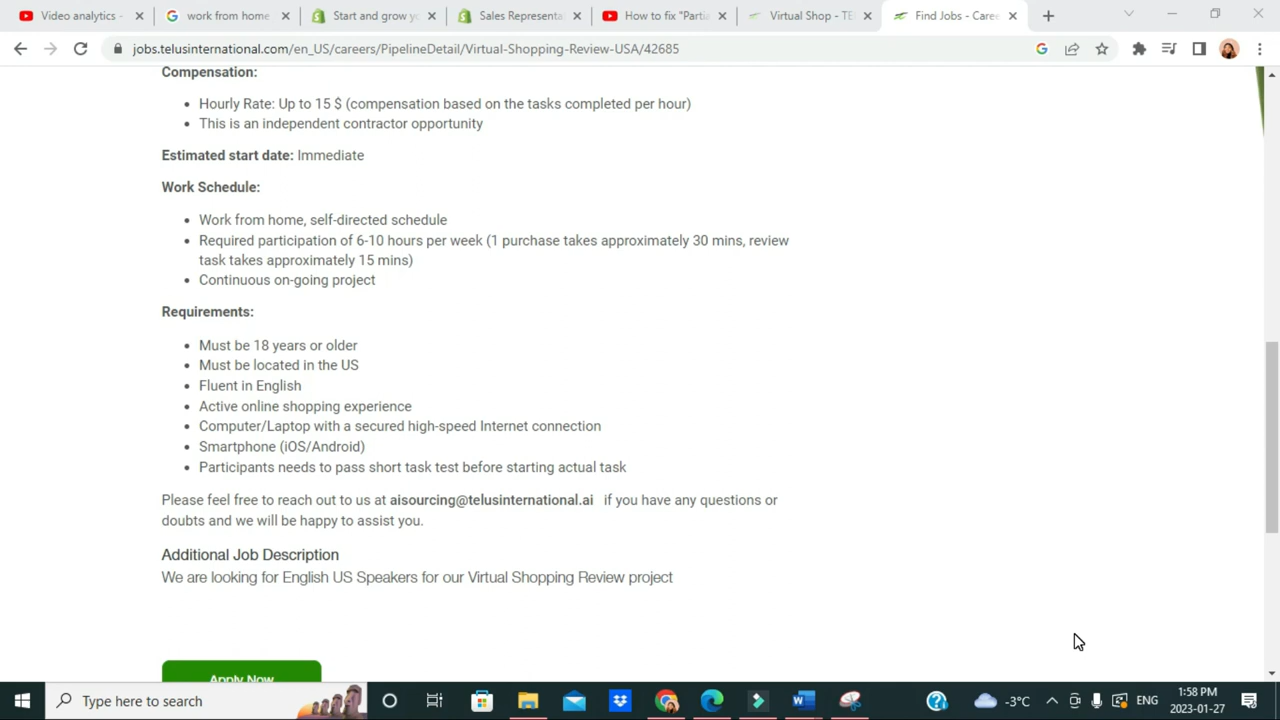 Video analytics -
work from home
Start and grow yo
Sales Representa
How to fix "Partia
Virtual Shop - TE
Find Jobs - Caree
jobs.telusinternational.com/en_US/careers/PipelineDetail/Virtual-Shopping-Review-USA/42685
Compensation:
Hourly Rate: Up to 15 $ (compensation based on the tasks completed per hour)
This is an independent contractor opportunity
Estimated start date: Immediate
Work Schedule:
Work from home, self-directed schedule
Required participation of 6-10 hours per week (1 purchase takes approximately 30 mins, review
task takes approximately 15 mins)
Continuous on-going project
Requirements:
Must be 18 years or older
Must be located in the US
Fluent in English
Active online shopping experience
Computer/Laptop with a secured high-speed Internet connection
Smartphone (iOS/Android)
Participants needs to pass short task test before starting actual task
Please feel free to reach out to us at aisourcing@telusinternational.ai if you have any questions or
doubts and we will be happy to assist you.
Additional Job Description
We are looking for English US Speakers for our Virtual Shopping Review project
Apply Now
Type here to search
-3°C
ENG
1:58 PM
2023-01-27